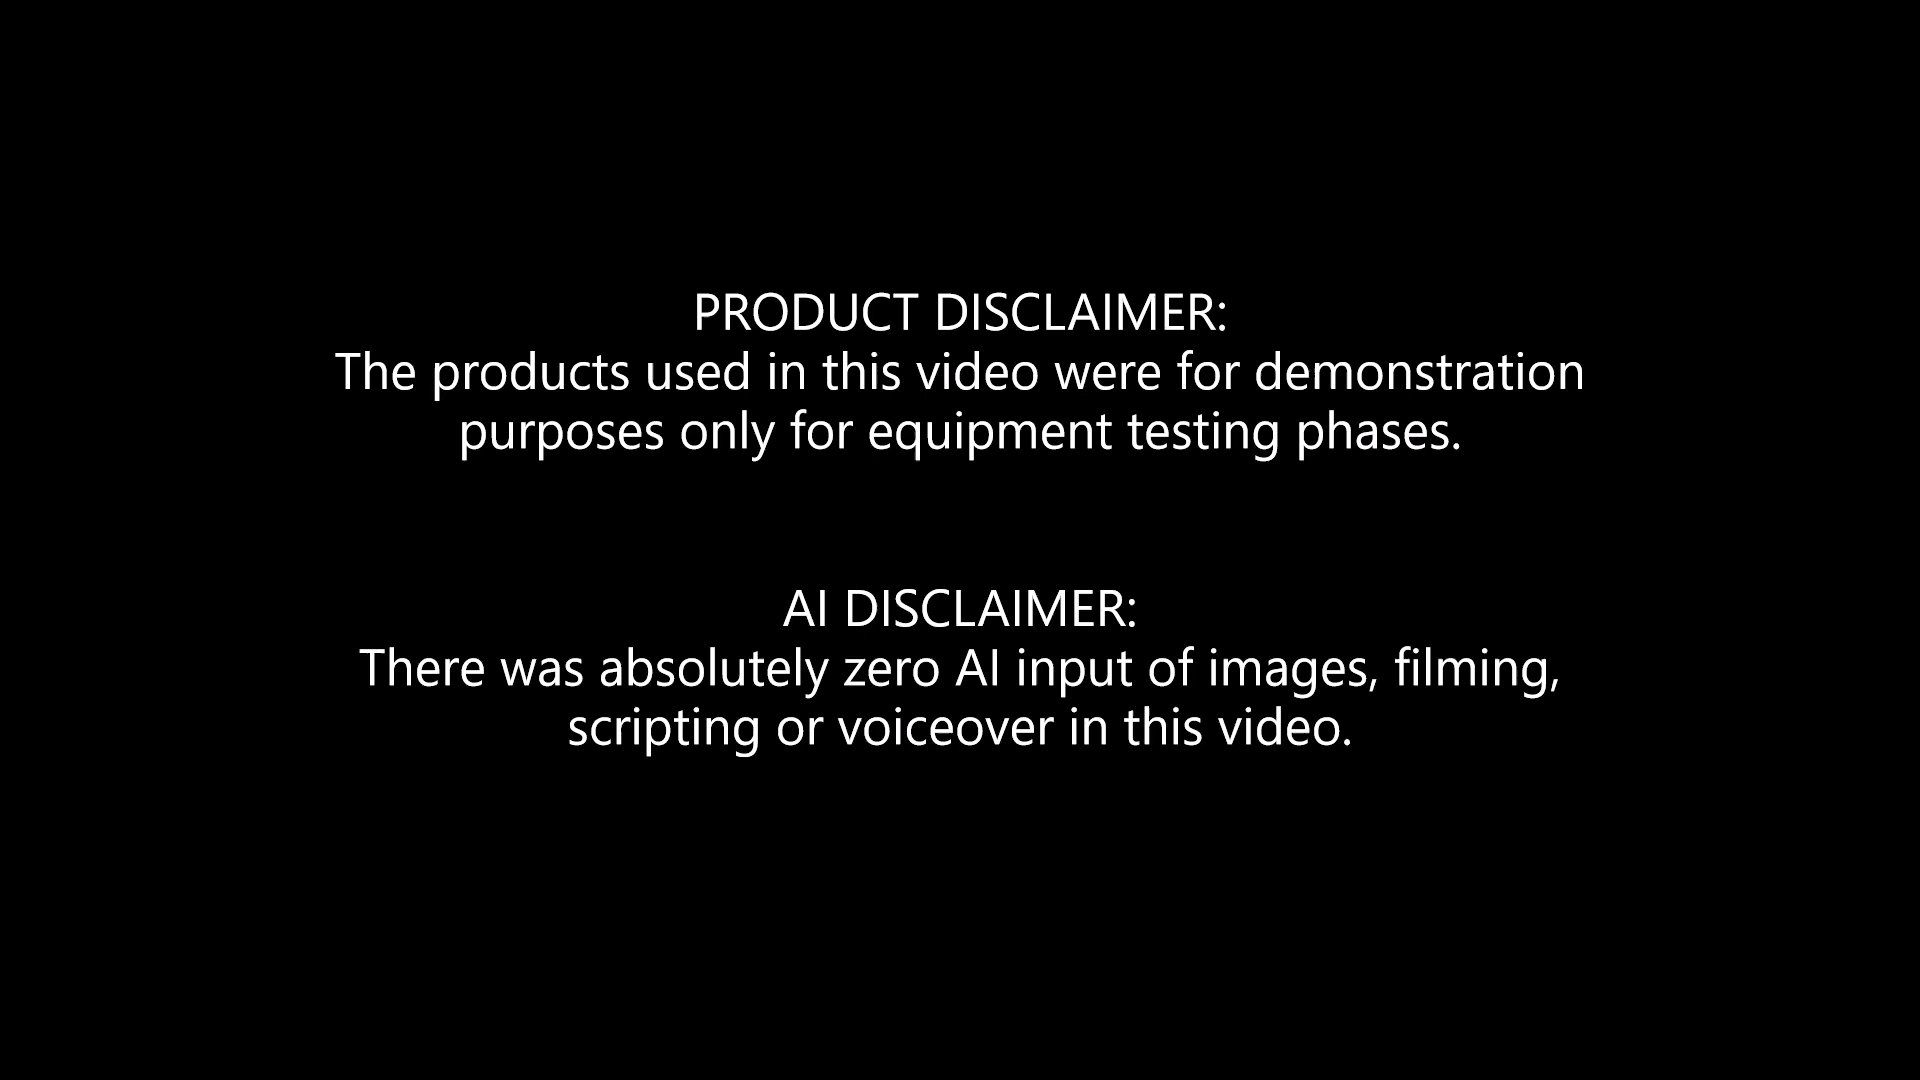 PRODUCT DISCLAIMER:
The products used in this video were for demonstration
purposes only for equipment testing phases.
AI DISCLAIMER:
There was absolutely zero AI input of images, filming,
scripting or voiceover in this video.